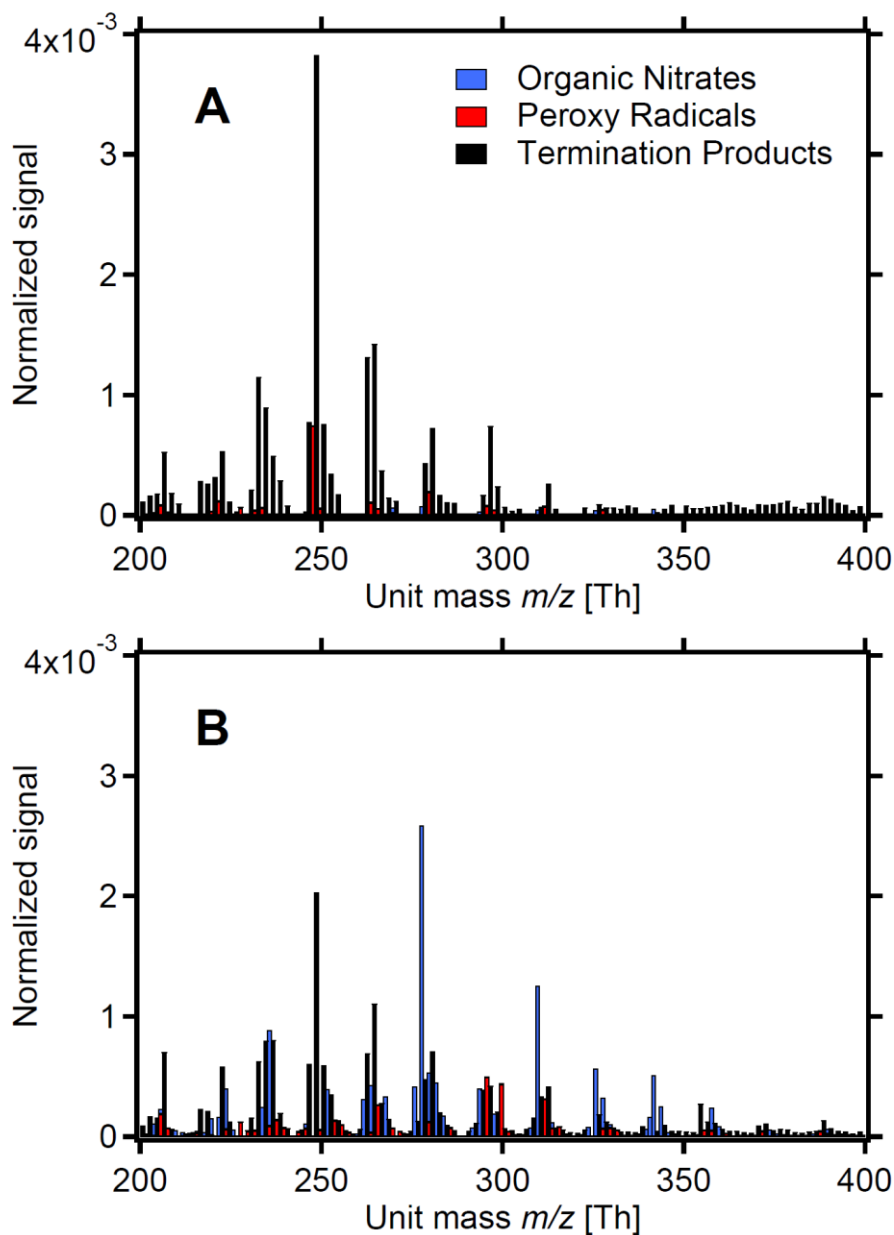 4x10-3
A
Organic Nitrates
Peroxy Radicals
Termination Products
3
2
1
0
Normalized signal
200 250 300 350 400
Unit mass m/z [Th]
4x10-3
B
3
2
1
0
Normalized signal
200 250 300 350 400
Unit mass m/z [Th]